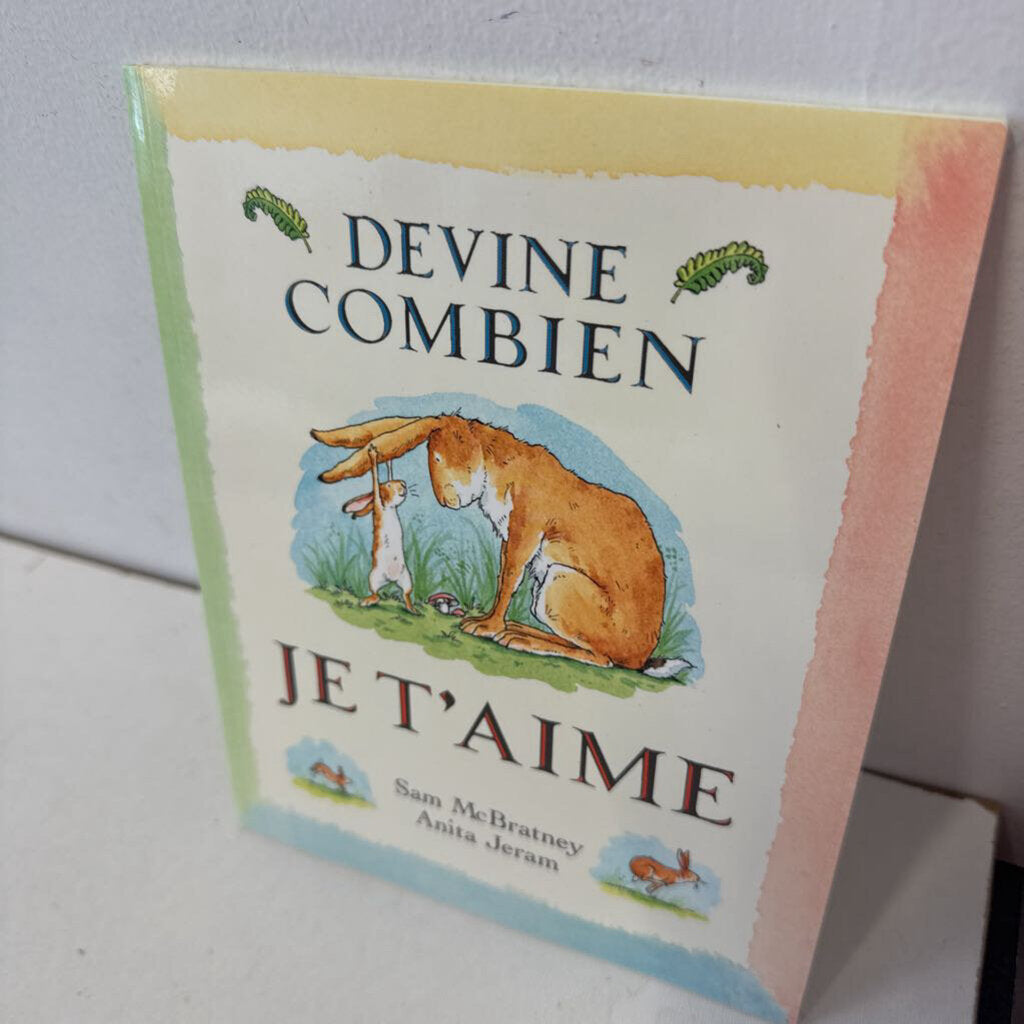 DEVINE
COMBIEN
JE T'AIME
Sam McBratney
Anita Jeram